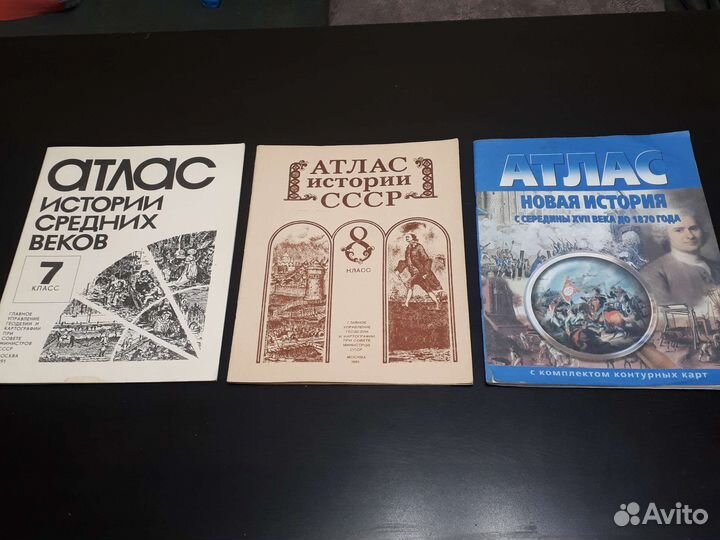 АТЛАС
ИСТОРИИ
СРЕДНИХ
ВЕКОВ
7
КЛАСС
ГЛАВНОЕ
УПРАВЛЕНИЕ
ГЕОДЕЗИИ И
КАРТОГРАФИИ
ПРИ
СОВЕТЕ
МИНИСТРОВ
СССР
МОСКВА
АТЛАС
ИСТОРИИ
СССР
8
КЛАСС
ГЛАВНОЕ
УПРАВЛЕНИЕ
ГЕОДЕЗИИ
И КАРТОГРАФИИ
ПРИ СОВЕТЕ
МИНИСТРОВ
СССР
МОСКВА
АТЛАС
НОВАЯ ИСТОРИЯ
С СЕРЕДИНЫ XVII ВЕКА ДО 1870 ГОДА
с комплектом контурных карт
Avito